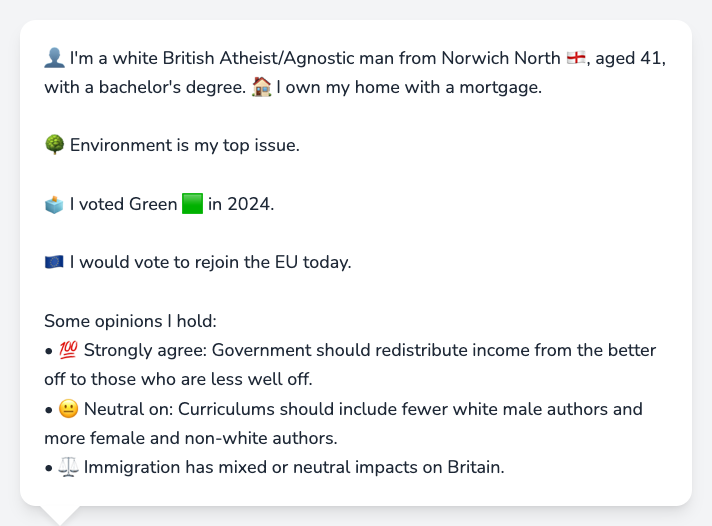 👤 I'm a white British Atheist/Agnostic man from Norwich North 🏴󠁧󠁢󠁥󠁮󠁧󠁿, aged 41,
with a bachelor's degree. 🏠 I own my home with a mortgage.
🌳 Environment is my top issue.
🗳️ I voted Green 🟩 in 2024.
🇪🇺 I would vote to rejoin the EU today.
Some opinions I hold:
• 💯 Strongly agree: Government should redistribute income from the better
off to those who are less well off.
• 😐 Neutral on: Curriculums should include fewer white male authors and
more female and non-white authors.
• ⚖️ Immigration has mixed or neutral impacts on Britain.